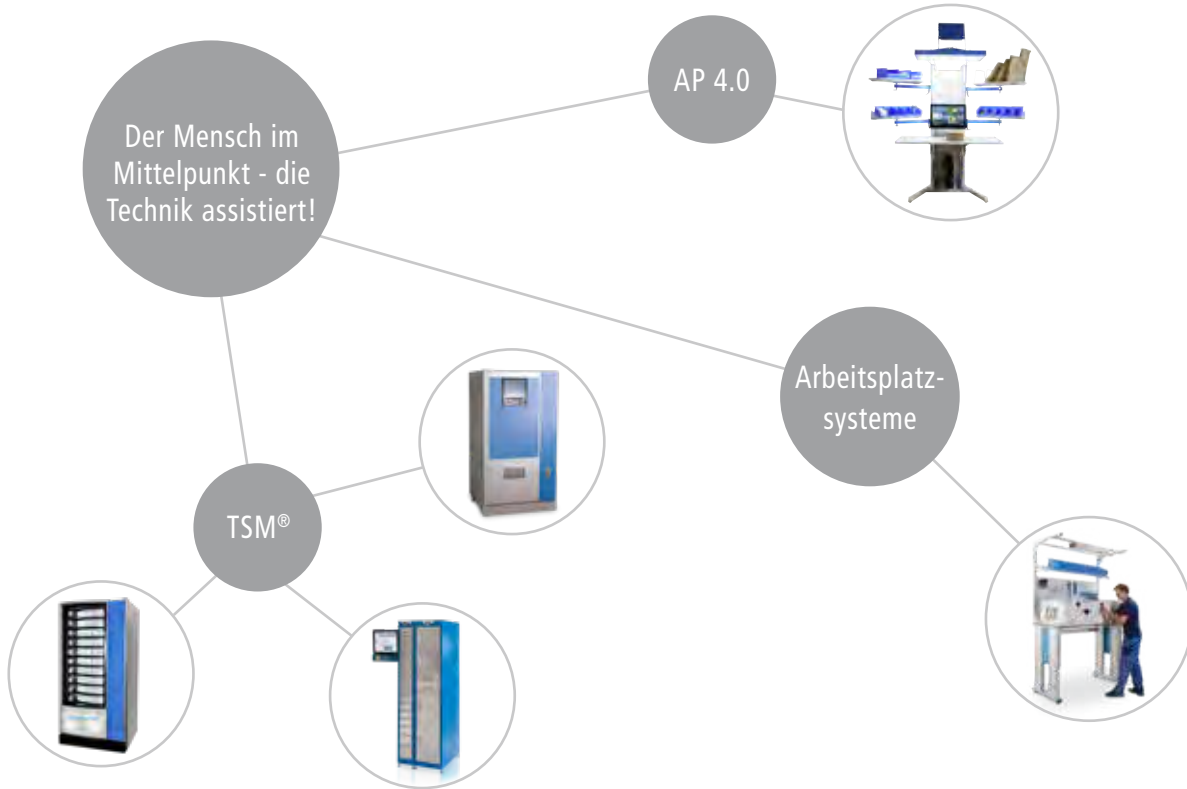 Der Mensch im
Mittelpunkt - die
Technik assistiert!
AP 4.0
Arbeitsplatz-
systeme
TSM®